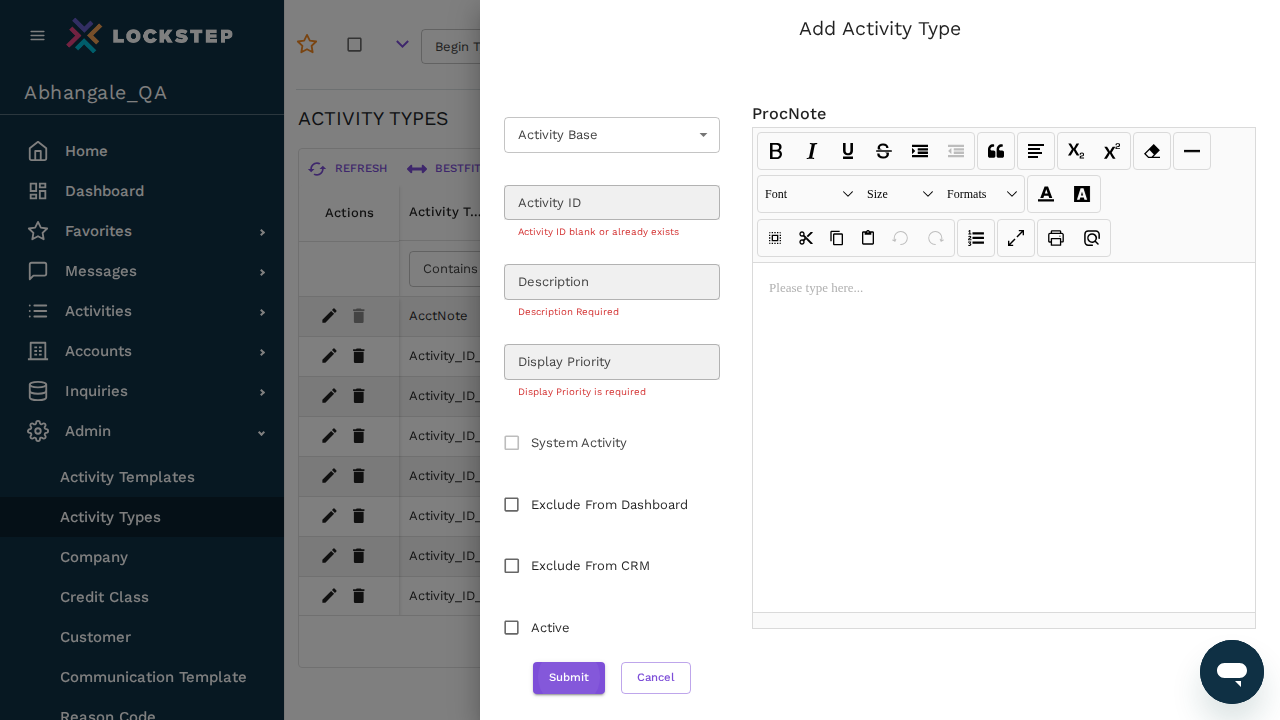 LOCKSTEP
Abhangale_QA
Home
Dashboard
Favorites
Messages
Activities
Accounts
Inquiries
Admin
Activity Templates
Activity Types
Company
Credit Class
Customer
Communication Template
Reason Code
Begin T
ACTIVITY TYPES
REFRESH
BESTFIT
Actions
Activity T...
Contains
AcctNote
Activity_ID_
Activity_ID_
Activity_ID_
Activity_ID_
Activity_ID_
Activity_ID_
Activity_ID_
Add Activity Type
Activity Base
Activity ID
Activity ID blank or already exists
Description
Description Required
Display Priority
Display Priority is required
System Activity
Exclude From Dashboard
Exclude From CRM
Active
Submit
Cancel
ProcNote
Font
Size
Formats
Please type here...